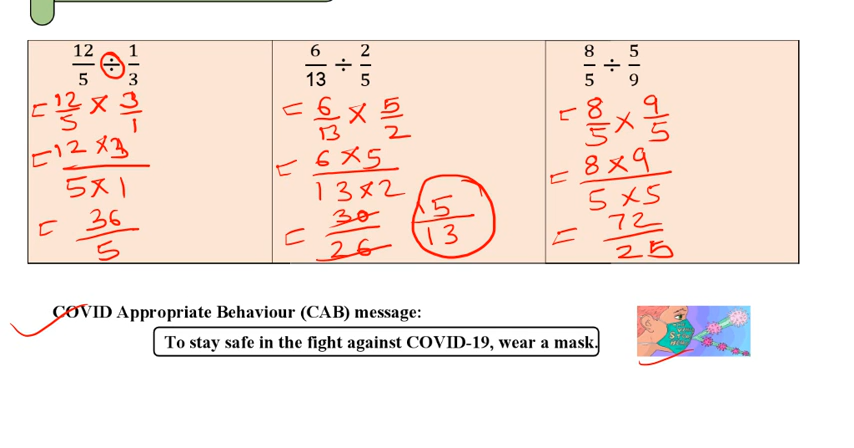 12/5 ÷ 1/3
= 12/5 × 3/1
= 12 × 3 / 5 × 1
= 36/5
6/13 ÷ 2/5
= 6/13 × 5/2
= 6 × 5 / 13 × 2
= 30/26 15/13
8/5 ÷ 5/9
= 8/5 × 9/5
= 8 × 9 / 5 × 5
= 72/25
COVID Appropriate Behaviour (CAB) message:
To stay safe in the fight against COVID-19, wear a mask.